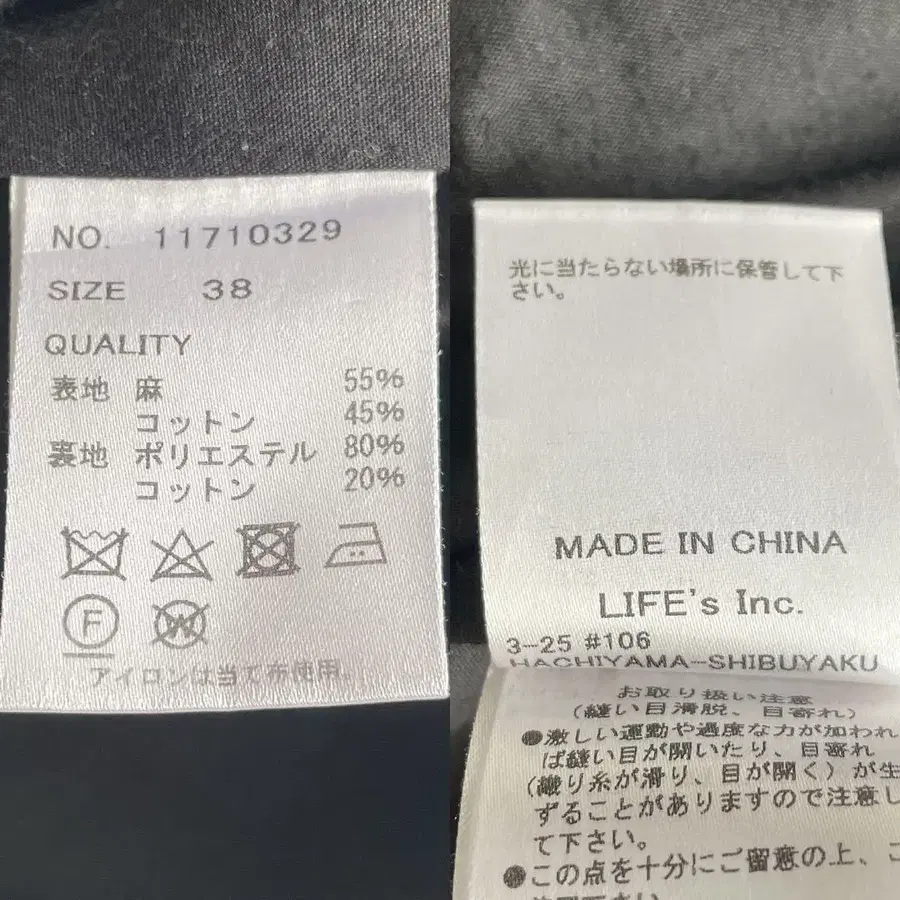 NO. 11710329
SIZE 38
QUALITY
表地 麻 55%
コットン 45%
裏地 ポリエステル 80%
コットン 20%
F
W
アイロンは当て布使用
光に当たらない場所に保管して下
さい。
MADE IN CHINA
LIFE's Inc.
3-25 #106
HACHIYAMA-SHIBUYAKU
お取り扱い注意
(縫い目滑脱、目寄れ)
●激しい運動や過度な力が加われ
ば縫い目が開いたり、目寄れ
(織り糸が滑り、目が開く)が生
ずることがありますので注意し
て下さい。
●この点を十分にご留意の上、こ